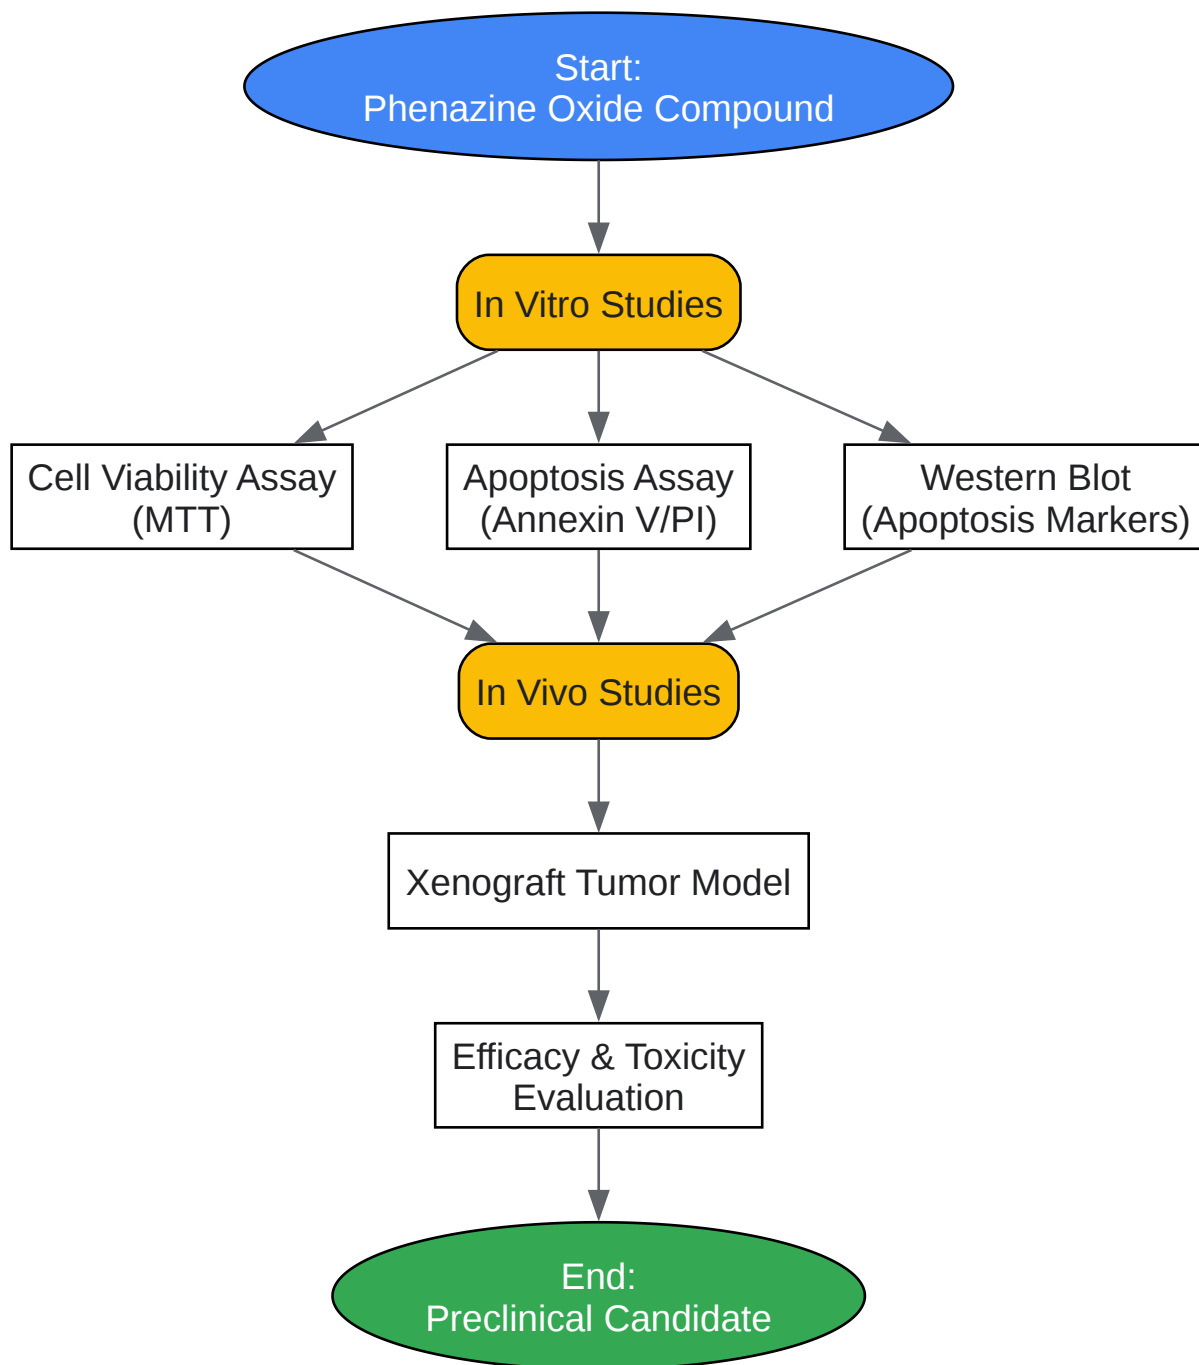 Start:
Phenazine Oxide Compound
In Vitro Studies
Cell Viability Assay
(MTT)
Apoptosis Assay
(Annexin V/PI)
Western Blot
(Apoptosis Markers)
In Vivo Studies
Xenograft Tumor Model
Efficacy & Toxicity
Evaluation
End:
Preclinical Candidate